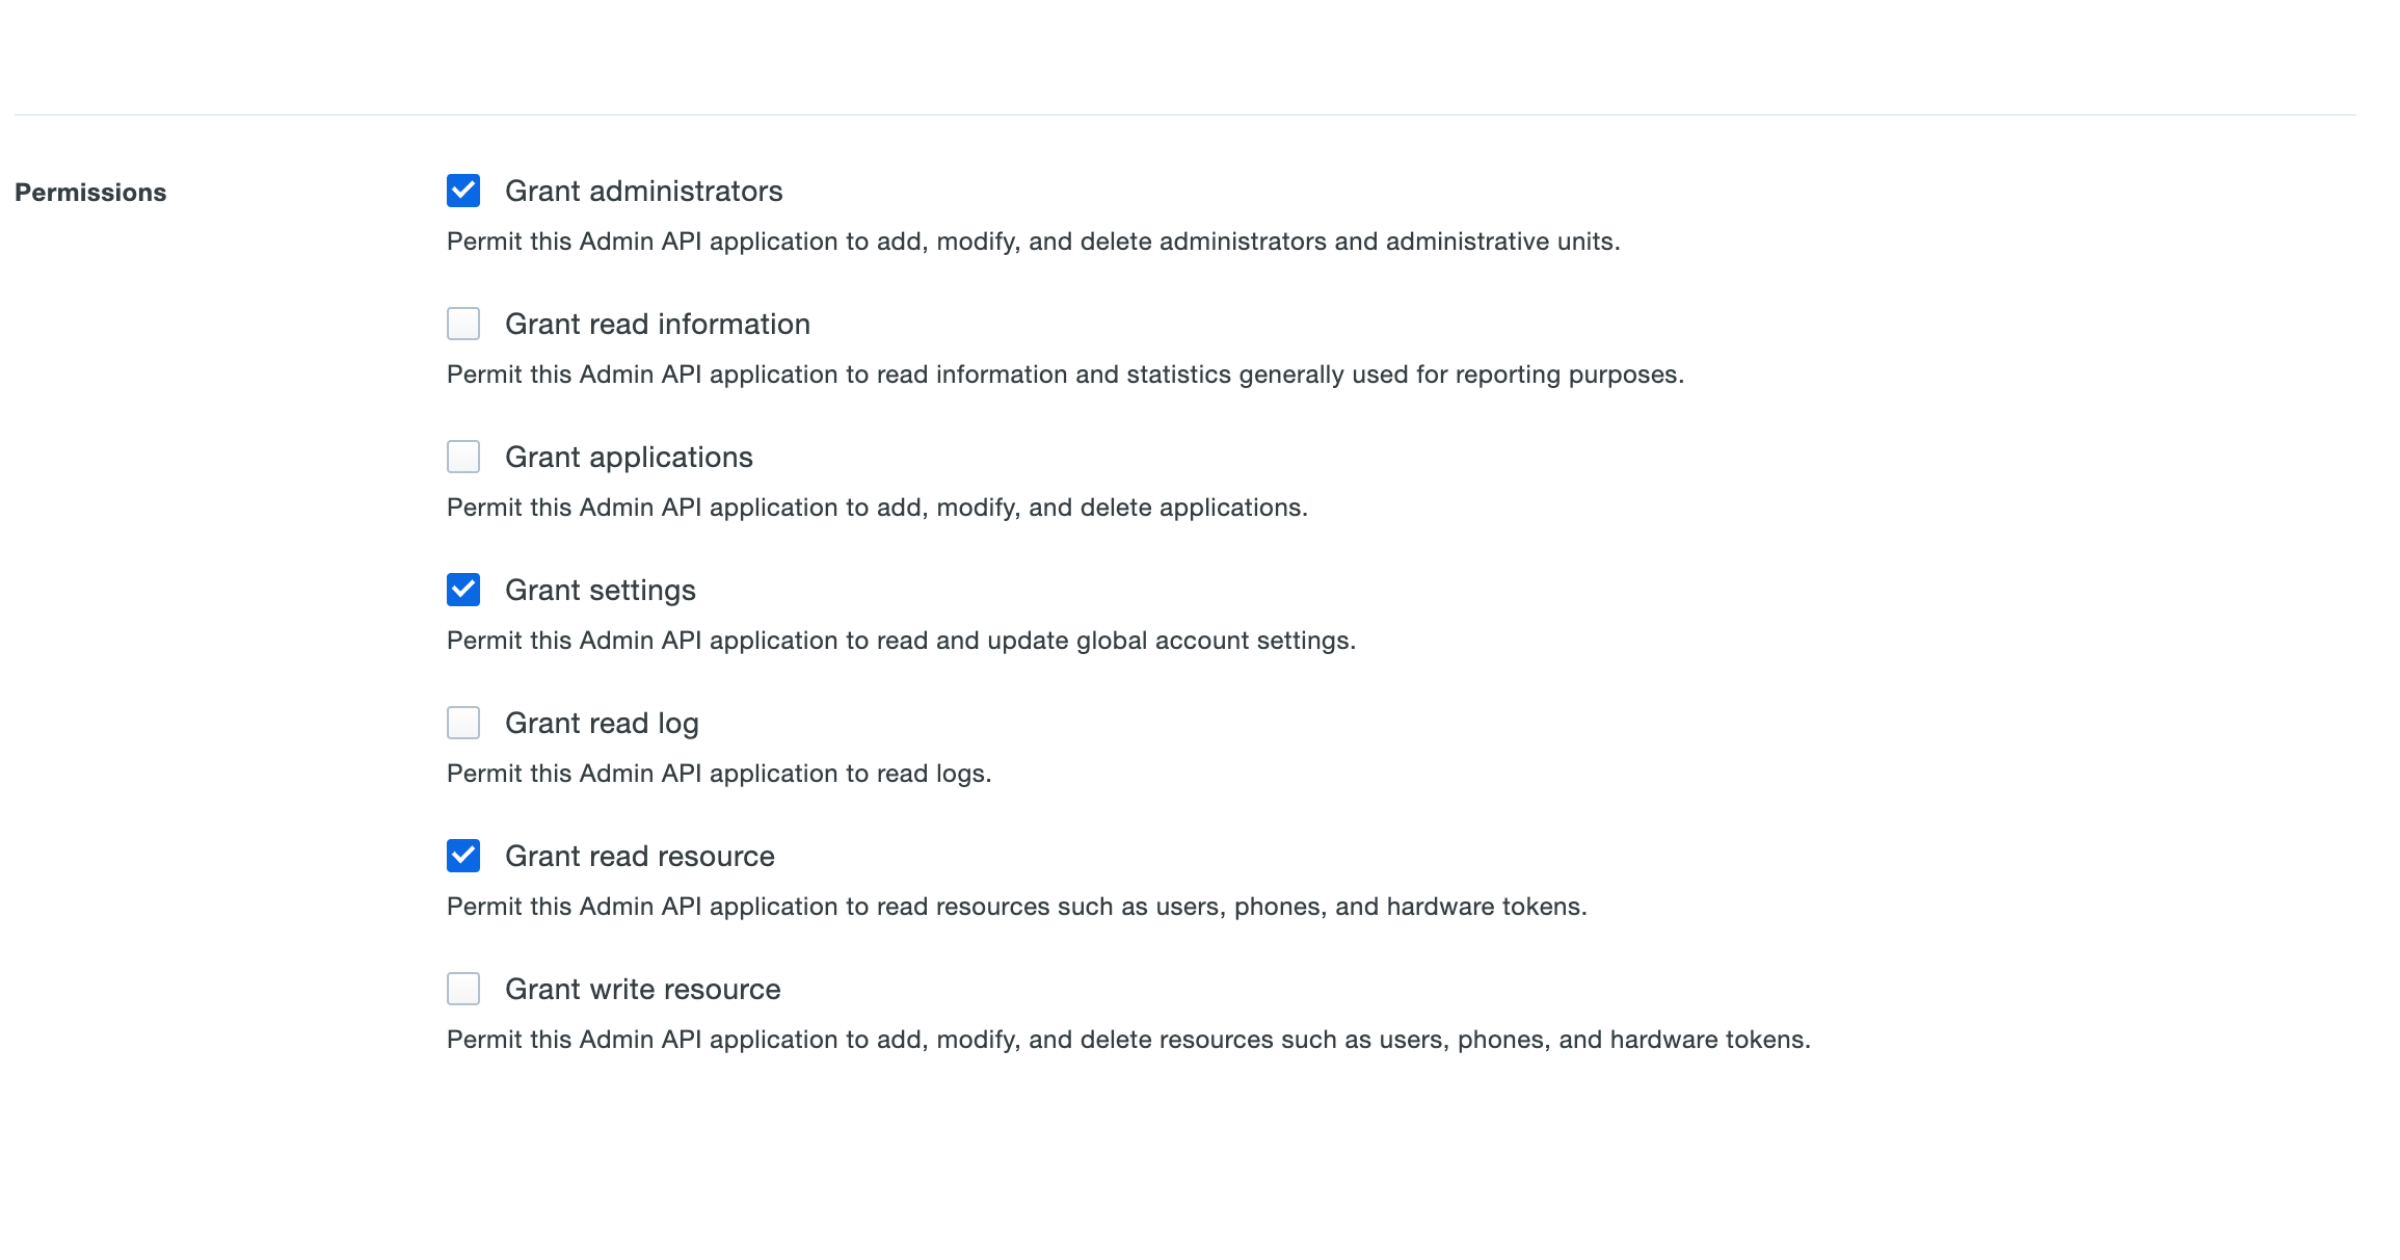 Permissions
Grant administrators
Permit this Admin API application to add, modify, and delete administrators and administrative units.
Grant read information
Permit this Admin API application to read information and statistics generally used for reporting purposes.
Grant applications
Permit this Admin API application to add, modify, and delete applications.
Grant settings
Permit this Admin API application to read and update global account settings.
Grant read log
Permit this Admin API application to read logs.
Grant read resource
Permit this Admin API application to read resources such as users, phones, and hardware tokens.
Grant write resource
Permit this Admin API application to add, modify, and delete resources such as users, phones, and hardware tokens.